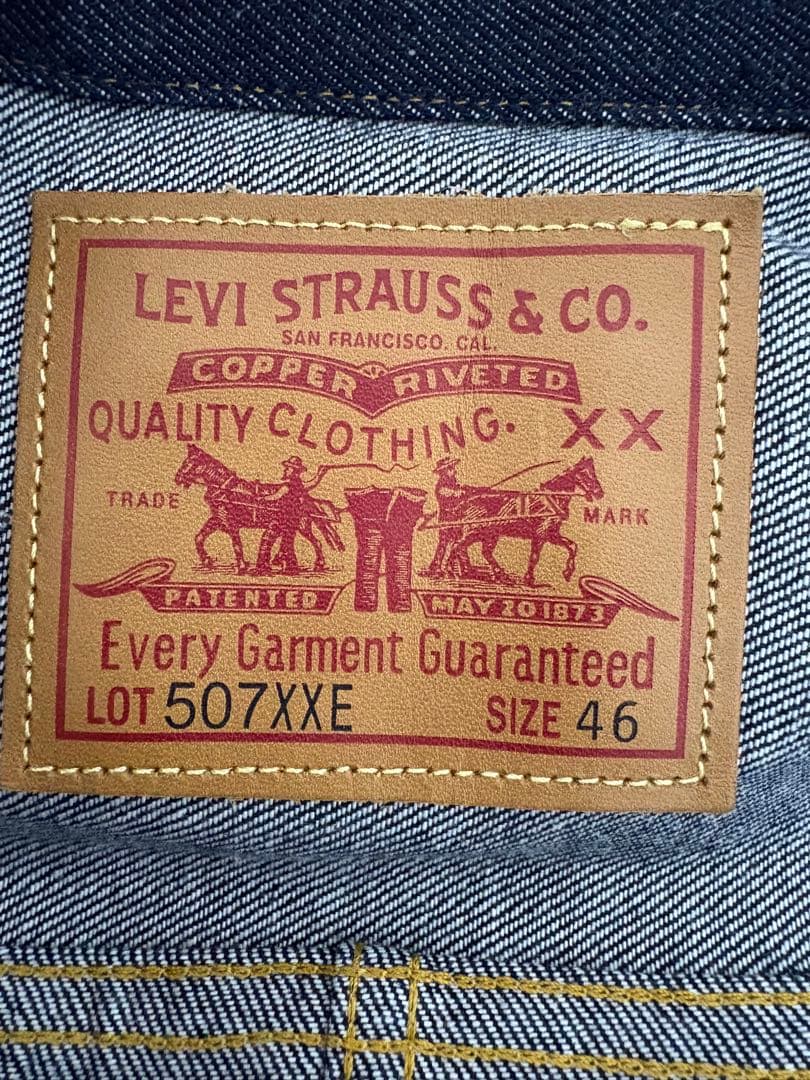 LEVI STRAUSS & CO.
SAN FRANCISCO. CAL.
COPPER RIVETED
QUALITY CLOTHING. XX
TRADE MARK
PATENTED MAY 20 1873
Every Garment Guaranteed
LOT 507XXE SIZE 46